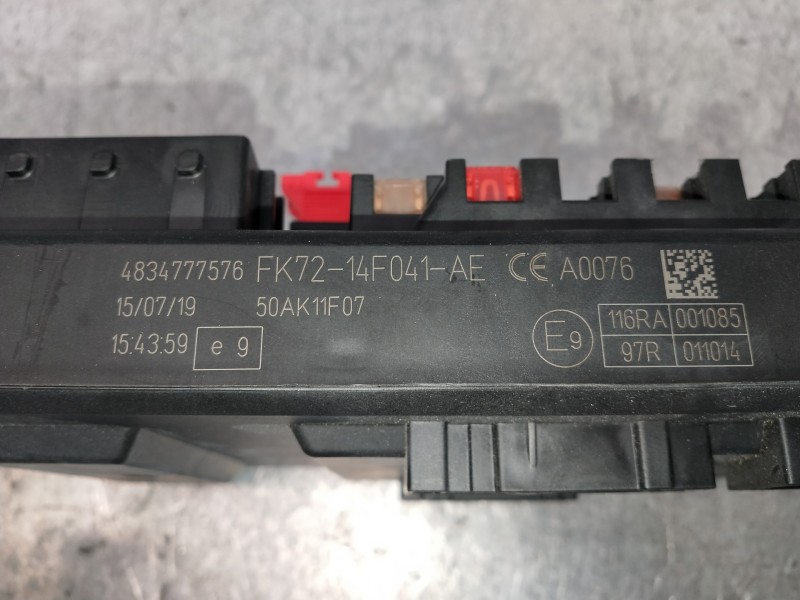 4834777576 FK72-14F041-AE CE A0076
15/07/19 50AK11F07
15:43:59 e 9
E9
116RA 001085
97R 011014